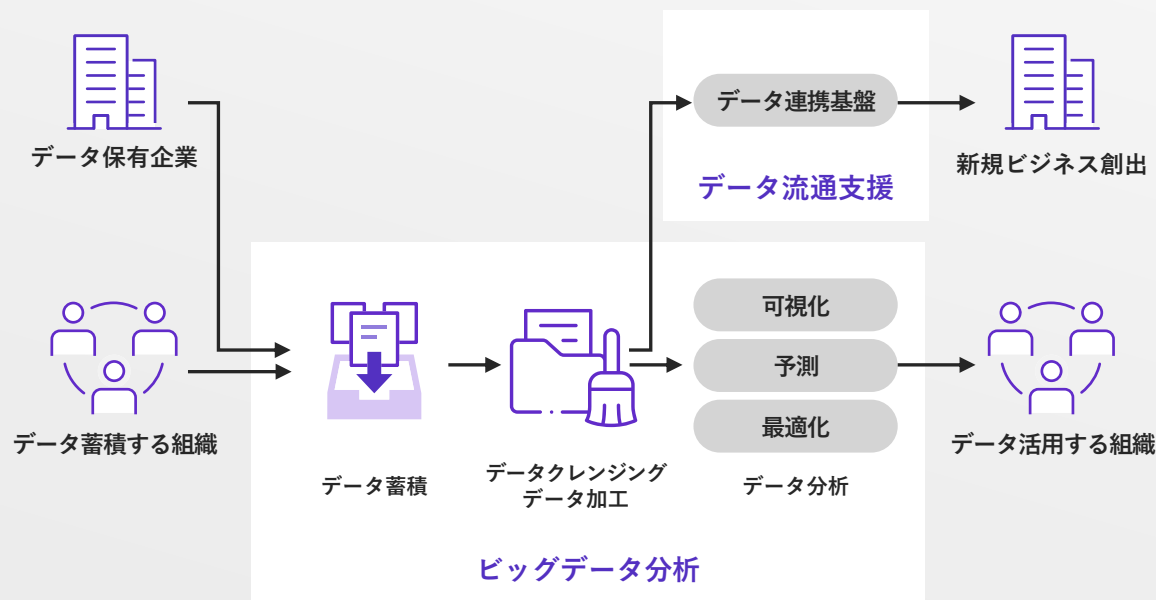 データ保有企業
データ連携基盤
データ流通支援
新規ビジネス創出
データ蓄積する組織
データ蓄積
データクレンジング
データ加工
可視化
予測
最適化
データ分析
ビッグデータ分析
データ活用する組織